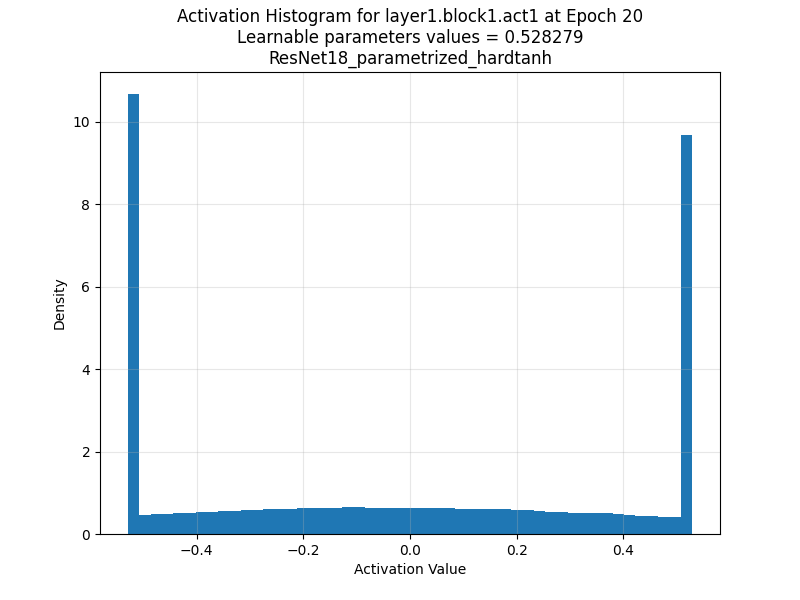 Activation Histogram for layer1.block1.act1 at Epoch 20
Learnable parameters values = 0.528279
ResNet18_parametrized_hardtanh
Density
10
8
6
4
2
0
−0.4
−0.2
0.0
0.2
0.4
Activation Value